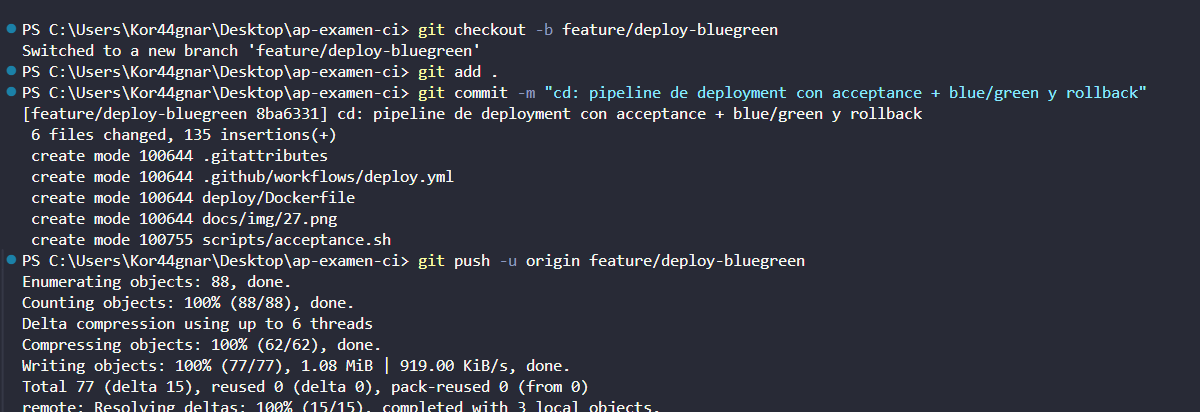 PS C:\Users\Kor44gnar\Desktop\ap-examen-ci> git checkout -b feature/deploy-bluegreen
Switched to a new branch 'feature/deploy-bluegreen'
PS C:\Users\Kor44gnar\Desktop\ap-examen-ci> git add .
PS C:\Users\Kor44gnar\Desktop\ap-examen-ci> git commit -m "cd: pipeline de deployment con acceptance + blue/green y rollback"
[feature/deploy-bluegreen 8ba6331] cd: pipeline de deployment con acceptance + blue/green y rollback
6 files changed, 135 insertions(+)
create mode 100644 .gitattributes
create mode 100644 .github/workflows/deploy.yml
create mode 100644 deploy/Dockerfile
create mode 100644 docs/img/27.png
create mode 100755 scripts/acceptance.sh
PS C:\Users\Kor44gnar\Desktop\ap-examen-ci> git push -u origin feature/deploy-bluegreen
Enumerating objects: 88, done.
Counting objects: 100% (88/88), done.
Delta compression using up to 6 threads
Compressing objects: 100% (62/62), done.
Writing objects: 100% (77/77), 1.08 MiB | 919.00 KiB/s, done.
Total 77 (delta 15), reused 0 (delta 0), pack-reused 0 (from 0)
remote: Resolving deltas: 100% (15/15), completed with 3 local objects.